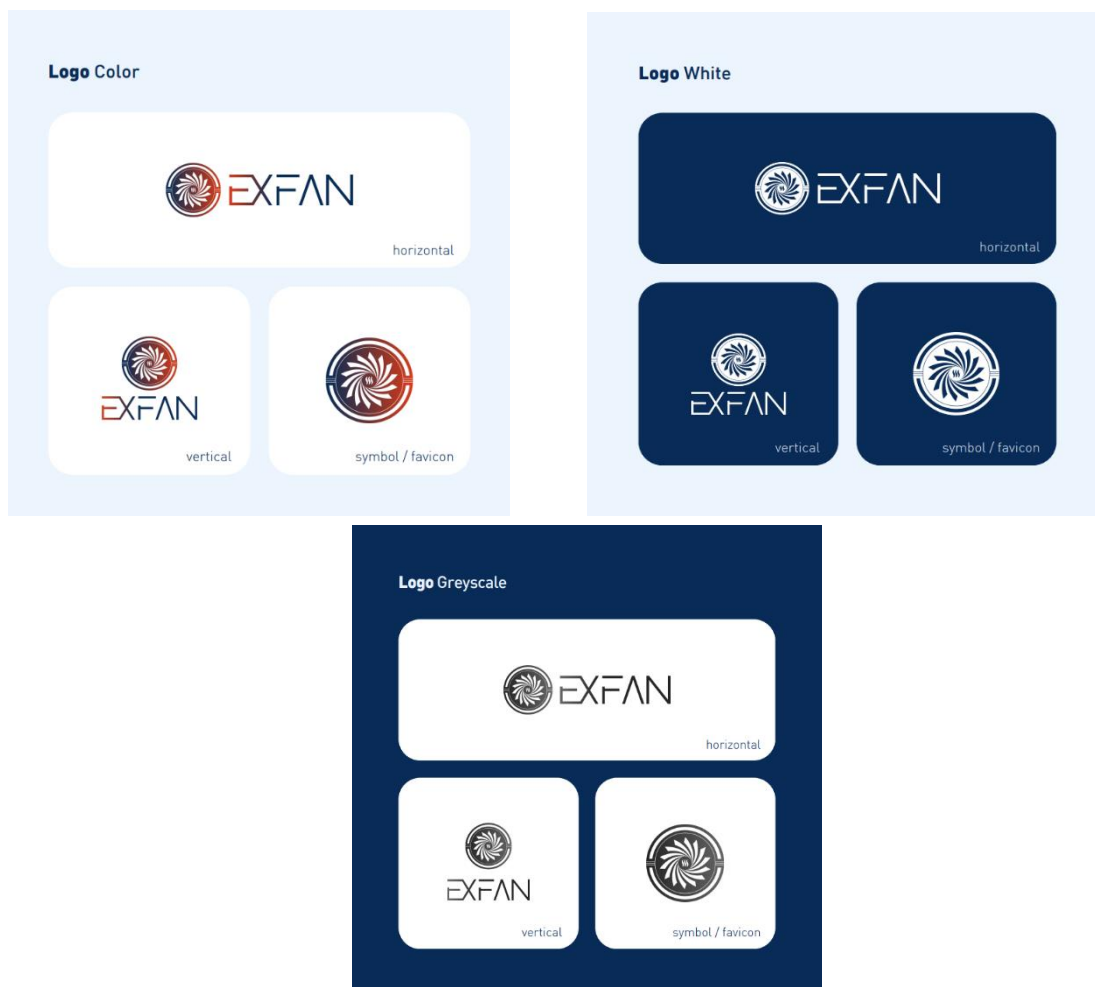 Logo Color
EXFAN
horizontal
EXFAN
vertical
symbol / favicon
Logo White
EXFAN
horizontal
EXFAN
vertical
symbol / favicon
Logo Greyscale
EXFAN
horizontal
EXFAN
vertical
symbol / favicon